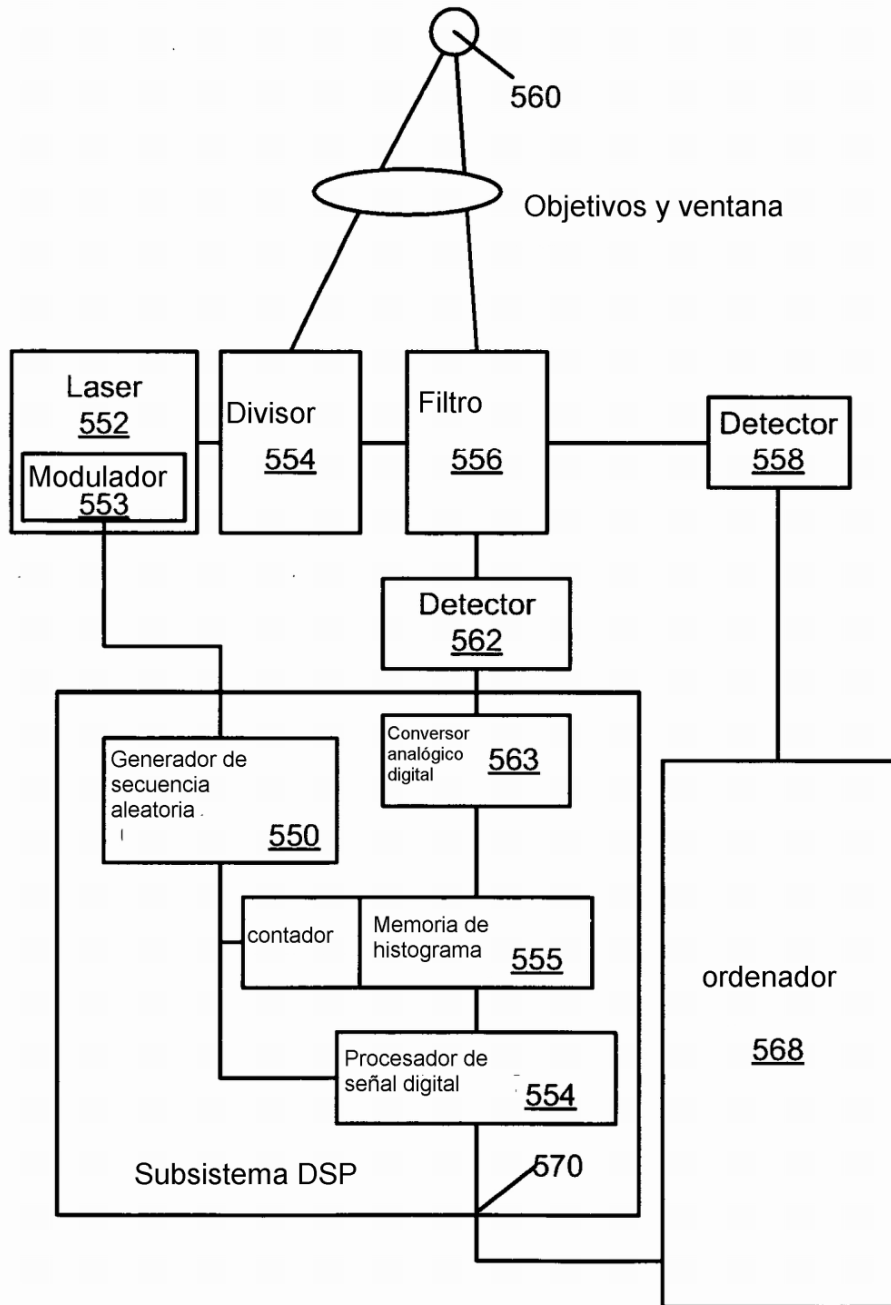 560
Objetivos y ventana
Laser
552
Modulador
553
Divisor
554
Filtro
556
Detector
558
Detector
562
Generador de
secuencia
aleatoria
550
Conversor
analógico
digital
563
contador
Memoria de
histograma
555
Procesador de
señal digital
554
ordenador
568
Subsistema DSP
570